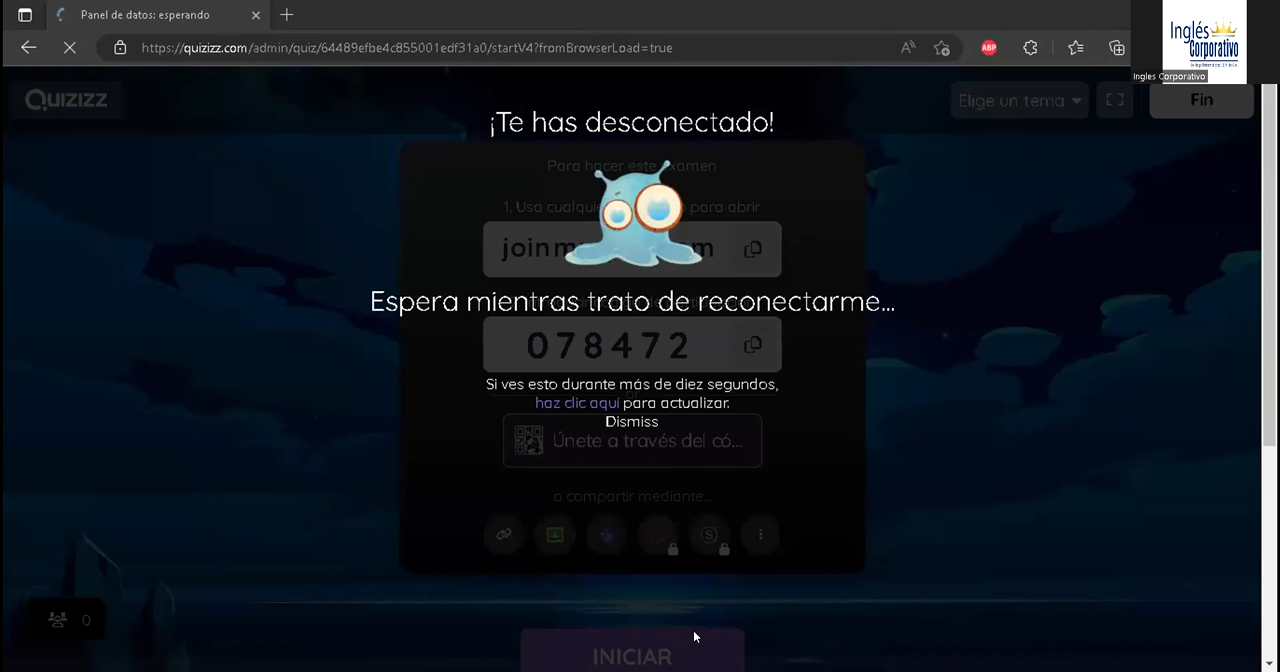 Panel de datos: esperando
https://quizizz.com/admin/quiz/64489efbe4c855001edf31a0/startV4?fromBrowserLoad=true
ABP
Inglés
Corporativo
Ingles Corporativo
QUIZIZZ
Elige un tema
Fin
¡Te has desconectado!
Para hacer este examen
1. Usa cualqui para abrir
joinm m
Espera mientras trato de reconectarme...
078472
Si ves esto durante más de diez segundos,
haz clic aquí para actualizar.
Dismiss
Únete a través del có...
o compartir mediante...
0
INICIAR